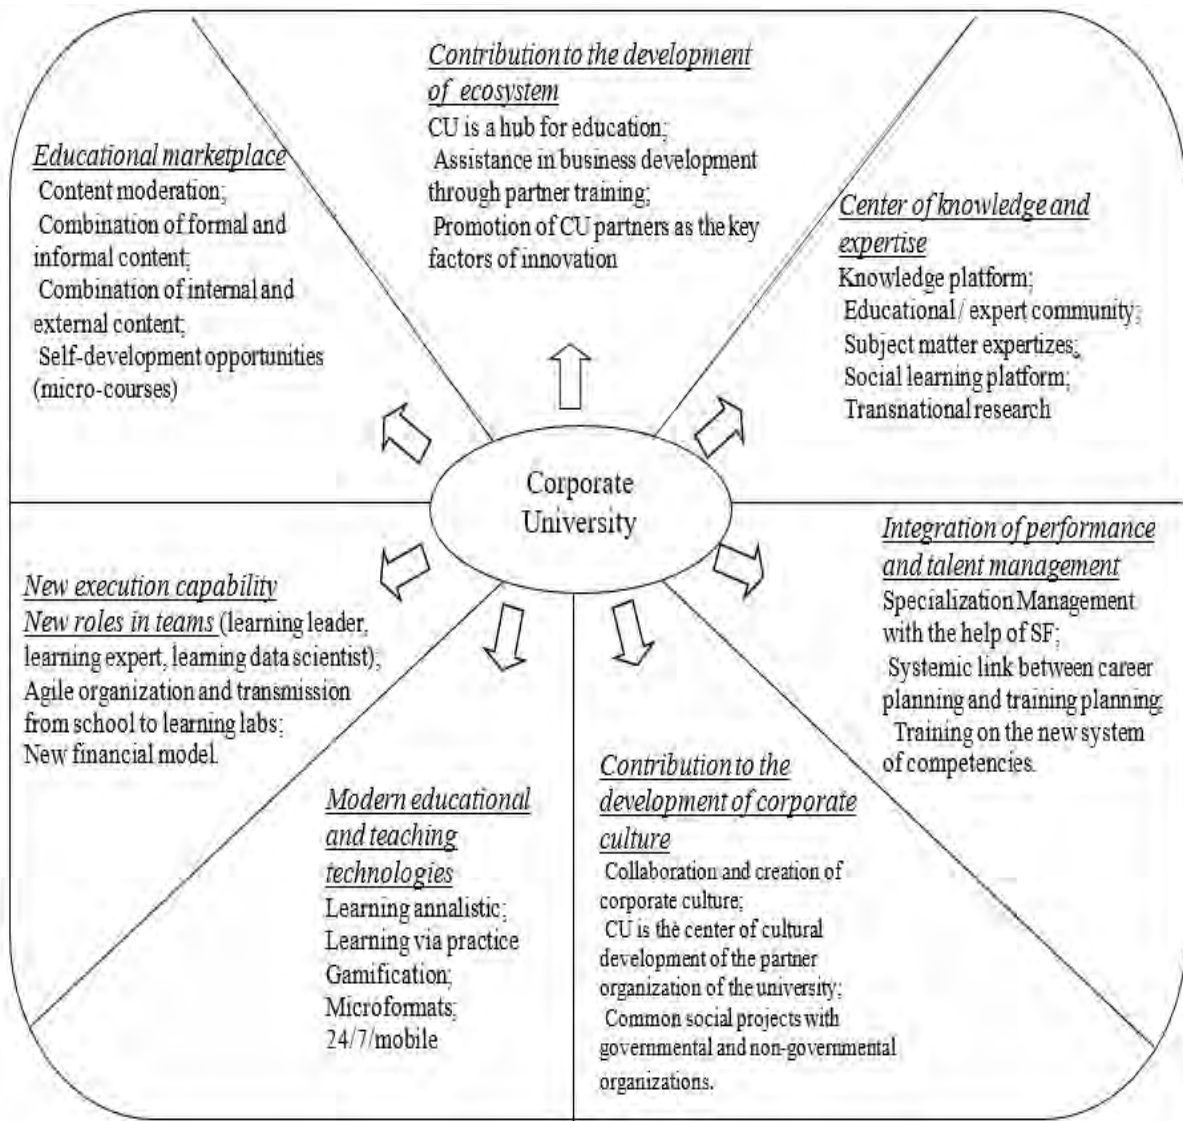 Contribution to the development
of ecosystem
CU is a hub for education;
Assistance in business development
through partner training;
Promotion of CU partners as the key
factors of innovation
Educational marketplace
Content moderation;
Combination of formal and
informal content;
Combination of internal and
external content;
Self-development opportunities
(micro-courses)
Center of knowledge and
expertise
Knowledge platform;
Educational / expert community;
Subject matter expertizes;
Social learning platform;
Transnational research
Corporate
University
New execution capability
New roles in teams (learning leader,
learning expert, learning data scientist);
Agile organization and transmission
from school to learning labs;
New financial model.
Integration of performance
and talent management
Specialization Management
with the help of SF;
Systemic link between career
planning and training planning;
Training on the new system
of competencies.
Modern educational
and teaching
technologies
Learning annalistic;
Learning via practice
Gamification;
Microformats;
24/7/mobile
Contribution to the
development of corporate
culture
Collaboration and creation of
corporate culture;
CU is the center of cultural
development of the partner
organization of the university;
Common social projects with
governmental and non-governmental
organizations.